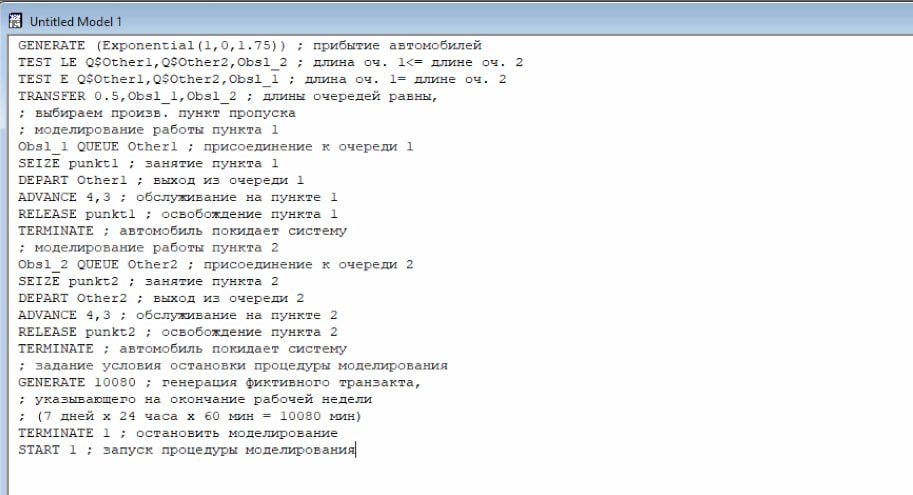 Untitled Model 1
GENERATE (Exponential(1,0,1.75)) ; прибытие автомобилей
TEST LE Q$Other1,Q$Other2,Obsl_2 ; длина оч. 1<= длине оч. 2
TEST E Q$Other1,Q$Other2,Obsl_1 ; длина оч. 1= длине оч. 2
TRANSFER 0.5,Obsl_1,Obsl_2 ; длины очередей равны,
; выбираем произв. пункт пропуска
; моделирование работы пункта 1
Obsl_1 QUEUE Other1 ; присоединение к очереди 1
SEIZE punkt1 ; занятие пункта 1
DEPART Other1 ; выход из очереди 1
ADVANCE 4,3 ; обслуживание на пункте 1
RELEASE punkt1 ; освобождение пункта 1
TERMINATE ; автомобиль покидает систему
; моделирование работы пункта 2
Obsl_2 QUEUE Other2 ; присоединение к очереди 2
SEIZE punkt2 ; занятие пункта 2
DEPART Other2 ; выход из очереди 2
ADVANCE 4,3 ; обслуживание на пункте 2
RELEASE punkt2 ; освобождение пункта 2
TERMINATE ; автомобиль покидает систему
; задание условия остановки процедуры моделирования
GENERATE 10080 ; генерация фиктивного транзакта,
; указывающего на окончание рабочей недели
; (7 дней х 24 часа х 60 мин = 10080 мин)
TERMINATE 1 ; остановить моделирование
START 1 ; запуск процедуры моделирования